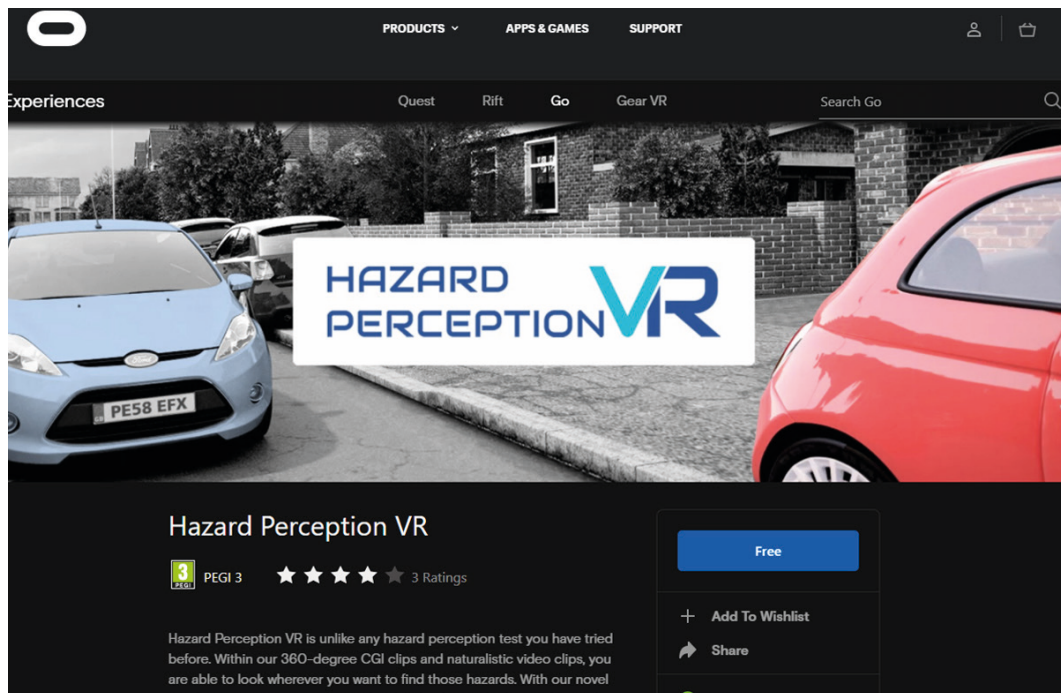 PRODUCTS APPS & GAMES SUPPORT
Experiences Quest Rift Go Gear VR Search Go
HAZARD
PERCEPTION VR
Ford
PE58 EFX
Hazard Perception VR
3
PEGI
PEGI 3 3 Ratings
Free
Add To Wishlist
Share
Hazard Perception VR is unlike any hazard perception test you have tried
before. Within our 360-degree CGI clips and naturalistic video clips, you
are able to look wherever you want to find those hazards. With our novel